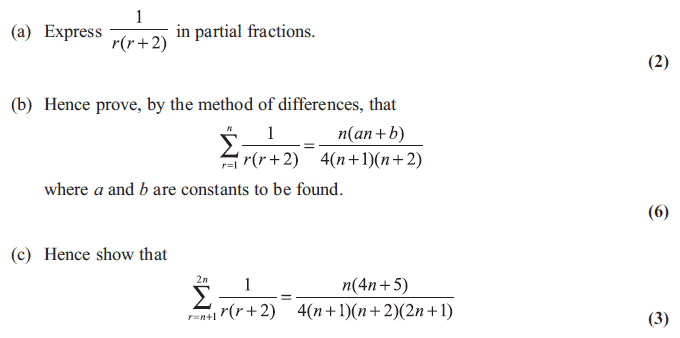 (a) Express $\frac{1}{r(r+2)}$ in partial fractions.
(2)
(b) Hence prove, by the method of differences, that
$\sum_{r=1}^{n} \frac{1}{r(r+2)} = \frac{n(an+b)}{4(n+1)(n+2)}$
where a and b are constants to be found.
(6)
(c) Hence show that
$\sum_{r=n+1}^{2n} \frac{1}{r(r+2)} = \frac{n(4n+5)}{4(n+1)(n+2)(2n+1)}$
(3)